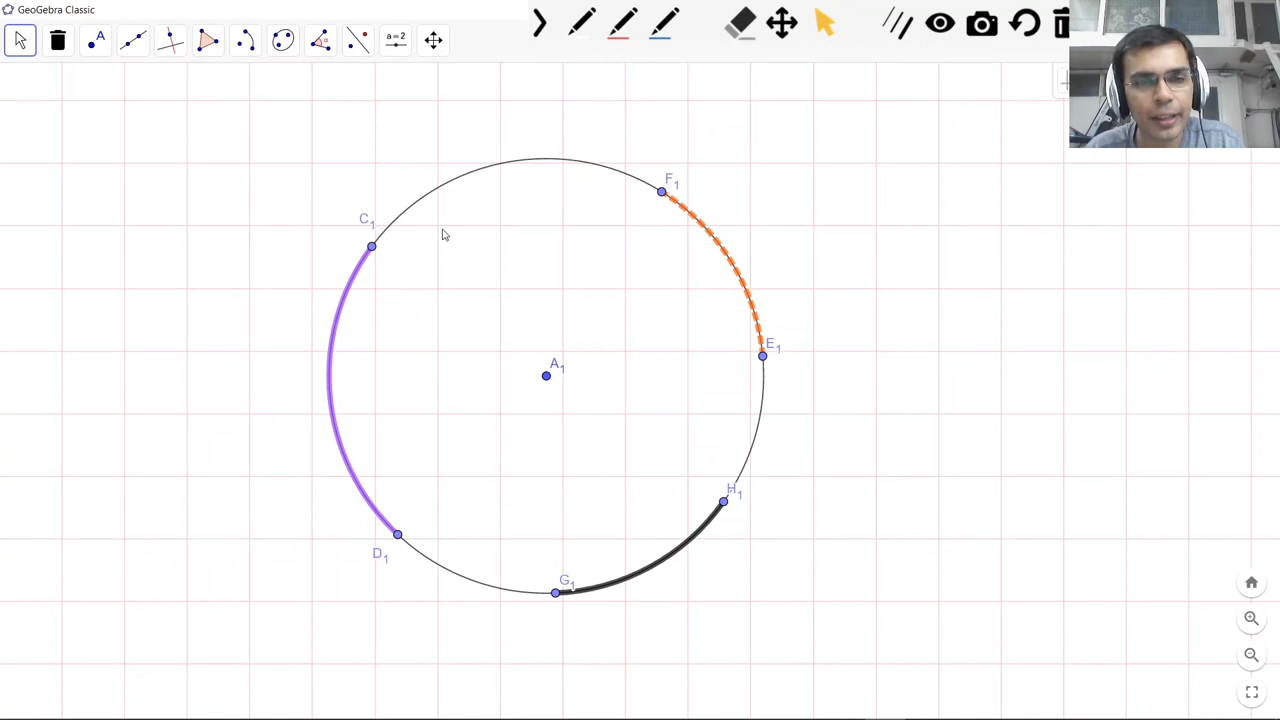 GeoGebra Classic
A
a=2
F₁
C₁
E₁
A₁
H₁
D₁
G₁